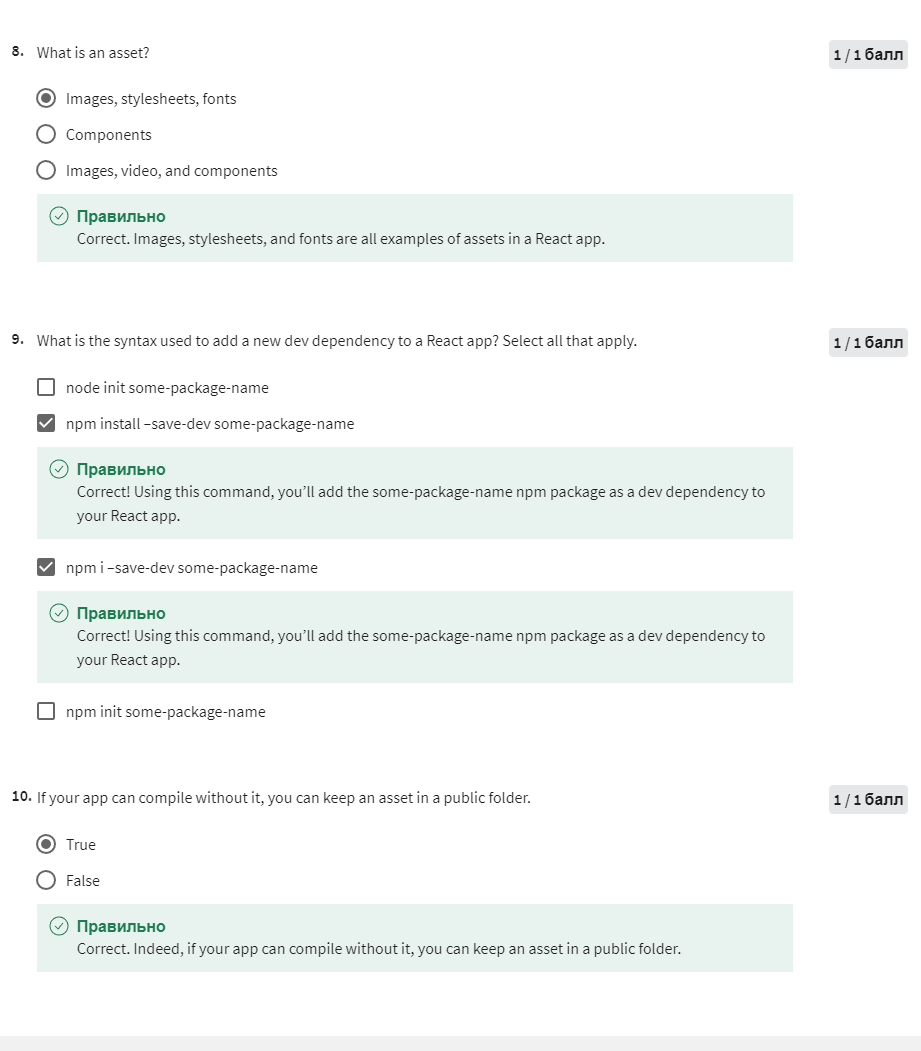 8. What is an asset?
1 / 1 балл
Images, stylesheets, fonts
Components
Images, video, and components
Правильно
Correct. Images, stylesheets, and fonts are all examples of assets in a React app.
9. What is the syntax used to add a new dev dependency to a React app? Select all that apply.
1 / 1 балл
node init some-package-name
npm install –save-dev some-package-name
Правильно
Correct! Using this command, you’ll add the some-package-name npm package as a dev dependency to
your React app.
npm i –save-dev some-package-name
Правильно
Correct! Using this command, you’ll add the some-package-name npm package as a dev dependency to
your React app.
npm init some-package-name
10. If your app can compile without it, you can keep an asset in a public folder.
1 / 1 балл
True
False
Правильно
Correct. Indeed, if your app can compile without it, you can keep an asset in a public folder.